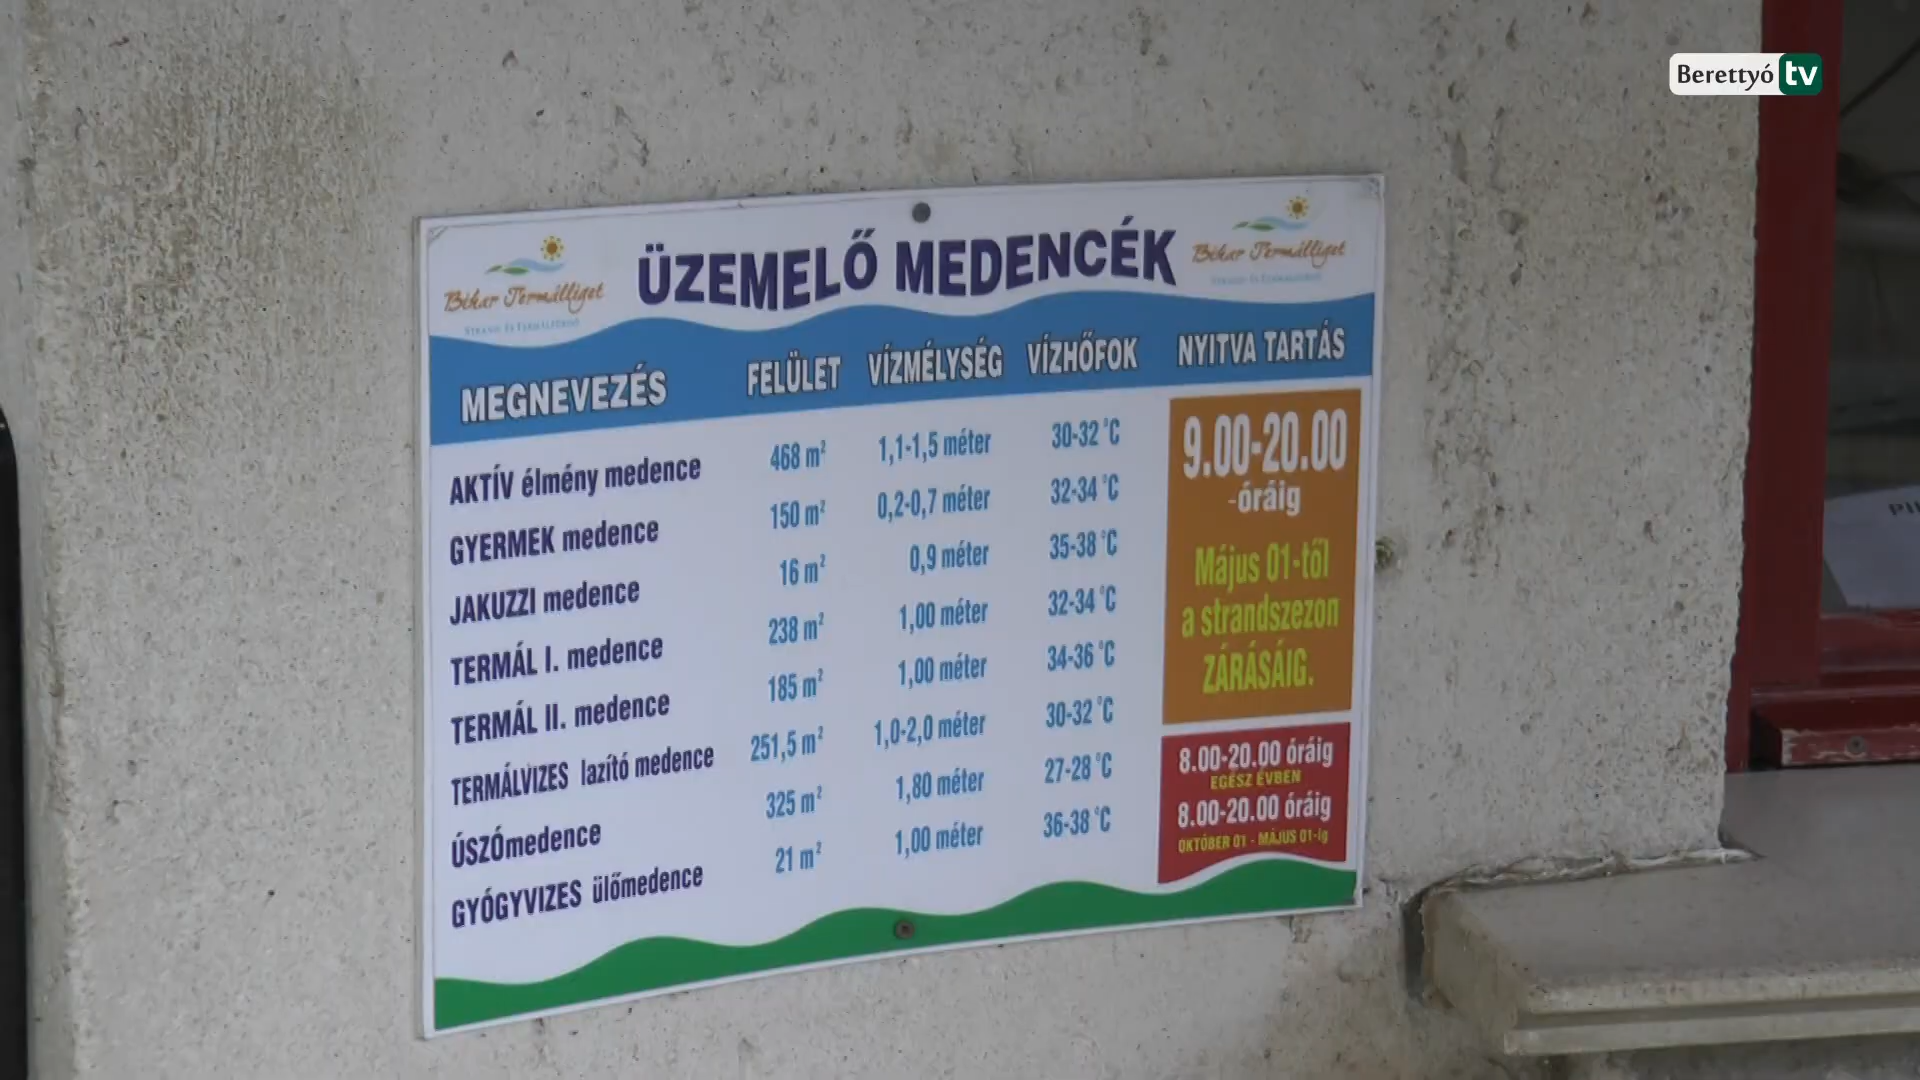 Berettyó tv
Bihar Termálliget
STRAND ÉS TERMÁLFÜRDŐ
ÜZEMELŐ MEDENCÉK
Bihar Termálliget
STRAND ÉS TERMÁLFÜRDŐ
MEGNEVEZÉS FELÜLET VÍZMÉLYSÉG VÍZHŐFOK NYITVA TARTÁS
AKTÍV élmény medence 468 m² 1,1-1,5 méter 30-32 °C
GYERMEK medence 150 m² 0,2-0,7 méter 32-34 °C
JAKUZZI medence 16 m² 0,9 méter 35-38 °C
TERMÁL I. medence 238 m² 1,00 méter 32-34 °C
TERMÁL II. medence 185 m² 1,00 méter 34-36 °C
TERMÁLVIZES lazító medence 251,5 m² 1,0-2,0 méter 30-32 °C
ÚSZÓmedence 325 m² 1,80 méter 27-28 °C
GYÓGYVIZES ülőmedence 21 m² 1,00 méter 36-38 °C
9.00-20.00
-óráig
Május 01-től
a strandszezon
ZÁRÁSÁIG.
8.00-20.00 óráig
EGÉSZ ÉVBEN
8.00-20.00 óráig
OKTÓBER 01 - MÁJUS 01-ig